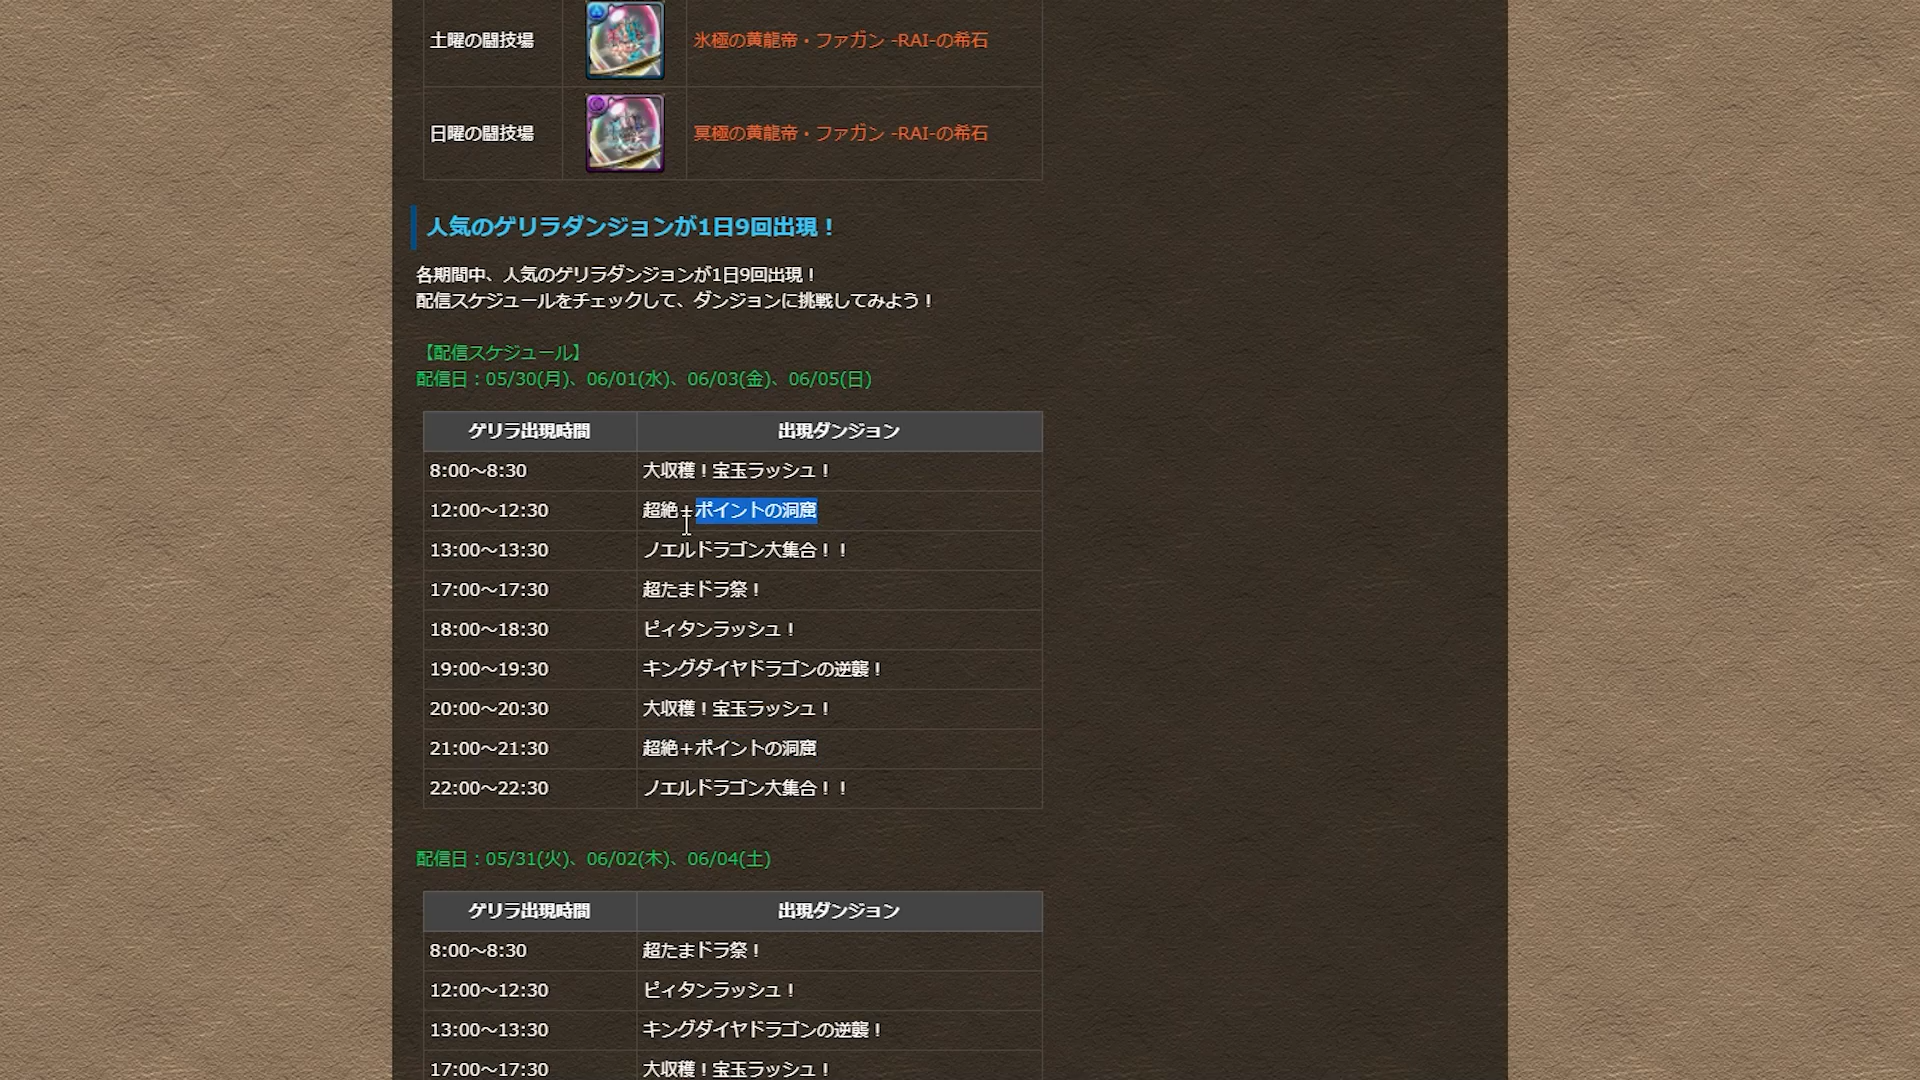 土曜の闘技場 氷極の黄龍帝・ファガン -RAI-の希石
日曜の闘技場 冥極の黄龍帝・ファガン -RAI-の希石
人気のゲリラダンジョンが1日9回出現！
各期間中、人気のゲリラダンジョンが1日9回出現！
配信スケジュールをチェックして、ダンジョンに挑戦してみよう！
【配信スケジュール】
配信日：05/30(月)、06/01(水)、06/03(金)、06/05(日)
ゲリラ出現時間 出現ダンジョン
8:00～8:30 大収穫！宝玉ラッシュ！
12:00～12:30 超絶＋ポイントの洞窟
13:00～13:30 ノエルドラゴン大集合！！
17:00～17:30 超たまドラ祭！
18:00～18:30 ピィタンラッシュ！
19:00～19:30 キングダイヤドラゴンの逆襲！
20:00～20:30 大収穫！宝玉ラッシュ！
21:00～21:30 超絶＋ポイントの洞窟
22:00～22:30 ノエルドラゴン大集合！！
配信日：05/31(火)、06/02(木)、06/04(土)
ゲリラ出現時間 出現ダンジョン
8:00～8:30 超たまドラ祭！
12:00～12:30 ピィタンラッシュ！
13:00～13:30 キングダイヤドラゴンの逆襲！
17:00～17:30 大収穫！宝玉ラッシュ！